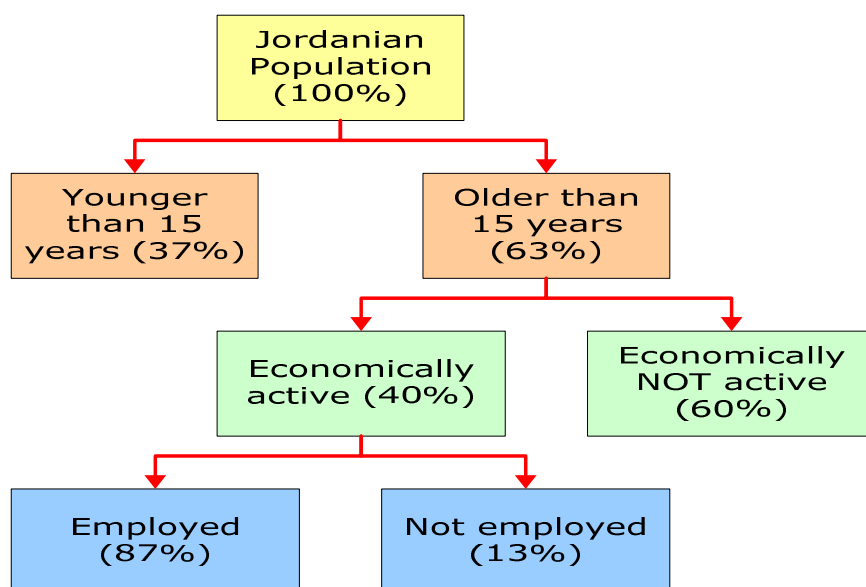 Jordanian
Population
(100%)
Younger
than 15
years (37%)
Older than
15 years
(63%)
Economically
active (40%)
Economically
NOT active
(60%)
Employed
(87%)
Not employed
(13%)